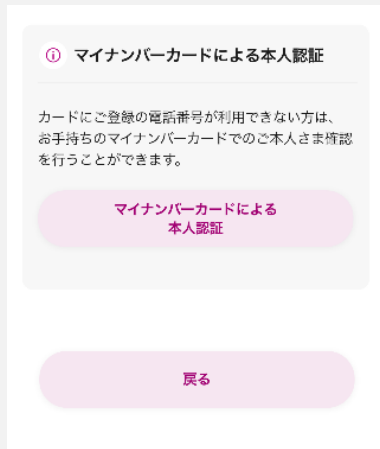 マイナンバーカードによる本人認証
カードにご登録の電話番号が利用できない方は、
お手持ちのマイナンバーカードでのご本人さま確認
を行うことができます。
マイナンバーカードによる
本人認証
戻る